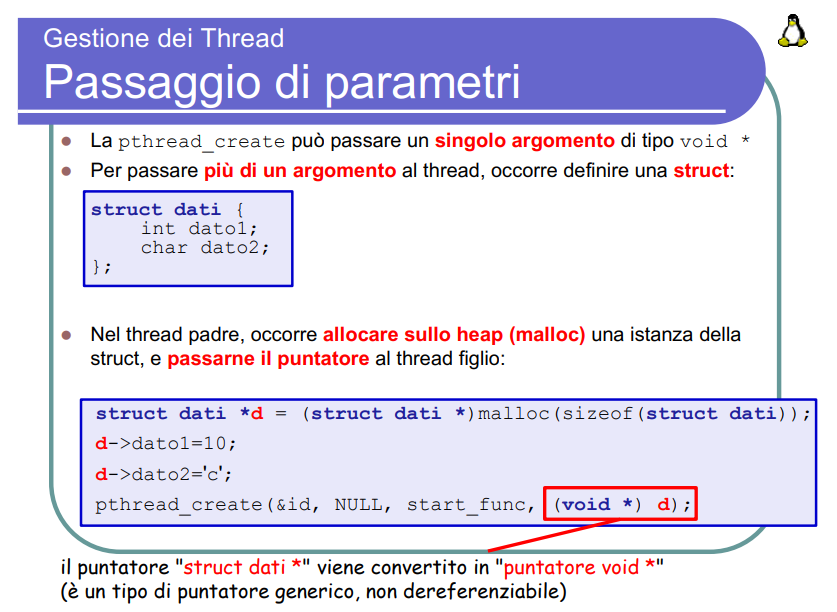 Gestione dei Thread
Passaggio di parametri
La pthread_create può passare un singolo argomento di tipo void *
Per passare più di un argomento al thread, occorre definire una struct:
struct dati {
    int dato1;
    char dato2;
};
Nel thread padre, occorre allocare sullo heap (malloc) una istanza della
struct, e passarne il puntatore al thread figlio:
struct dati *d = (struct dati *)malloc(sizeof(struct dati));
d->dato1=10;
d->dato2='c';
pthread_create(&id, NULL, start_func, (void *) d);
il puntatore "struct dati *" viene convertito in "puntatore void *"
(è un tipo di puntatore generico, non dereferenziabile)